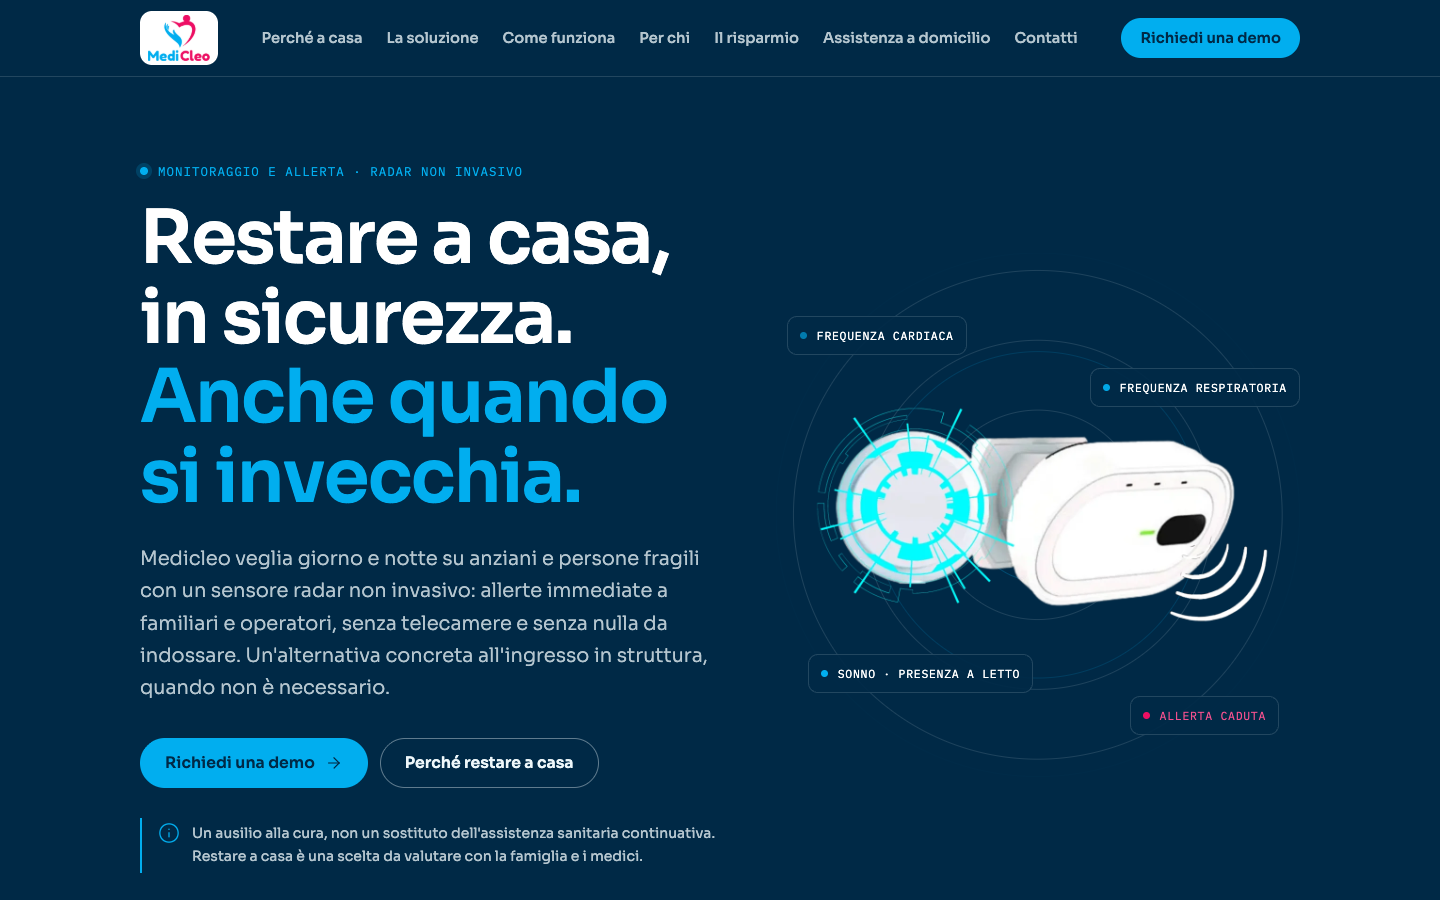 MediCleo
Perché a casa
La soluzione
Come funziona
Per chi
Il risparmio
Assistenza a domicilio
Contatti
Richiedi una demo
MONITORAGGIO E ALLERTA · RADAR NON INVASIVO
Restare a casa,
in sicurezza.
Anche quando
si invecchia.
Medicleo veglia giorno e notte su anziani e persone fragili
con un sensore radar non invasivo: allerte immediate a
familiari e operatori, senza telecamere e senza nulla da
indossare. Un'alternativa concreta all'ingresso in struttura,
quando non è necessario.
Richiedi una demo
Perché restare a casa
Un ausilio alla cura, non un sostituto dell'assistenza sanitaria continuativa.
Restare a casa è una scelta da valutare con la famiglia e i medici.
FREQUENZA CARDIACA
FREQUENZA RESPIRATORIA
SONNO · PRESENZA A LETTO
ALLERTA CADUTA